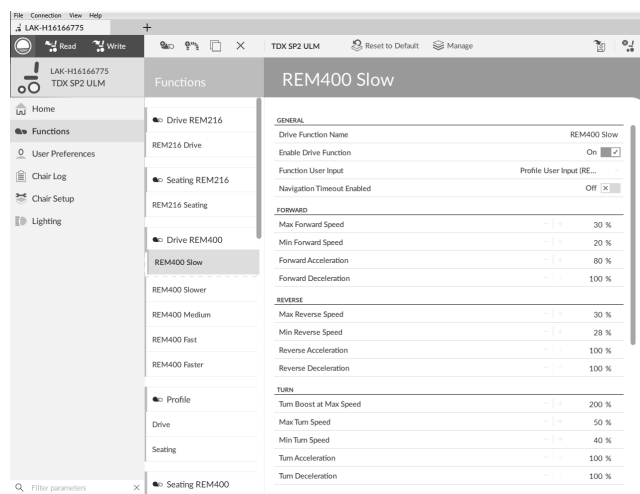 File Connection View Help
LAK-H16166775
Read Write TDX SP2 ULM Reset to Default Manage
LAK-H16166775
TDX SP2 ULM
Home
Functions
User Preferences
Chair Log
Chair Setup
Lighting
Filter parameters
Functions
Drive REM216
REM216 Drive
Seating REM216
REM216 Seating
Drive REM400
REM400 Slow
REM400 Slower
REM400 Medium
REM400 Fast
REM400 Faster
Profile
Drive
Seating
Seating REM400
REM400 Slow
GENERAL
Drive Function Name REM400 Slow
Enable Drive Function On
Function User Input Profile User Input (RE...
Navigation Timeout Enabled Off
FORWARD
Max Forward Speed 30 %
Min Forward Speed 20 %
Forward Acceleration 80 %
Forward Deceleration 100 %
REVERSE
Max Reverse Speed 30 %
Min Reverse Speed 28 %
Reverse Acceleration 100 %
Reverse Deceleration 100 %
TURN
Turn Boost at Max Speed 200 %
Max Turn Speed 50 %
Min Turn Speed 40 %
Turn Acceleration 100 %
Turn Deceleration 100 %